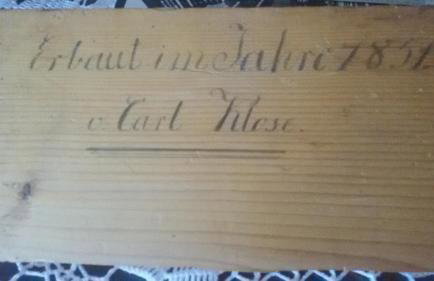 Erbaut im Jahre 1851
v. Carl Klose.